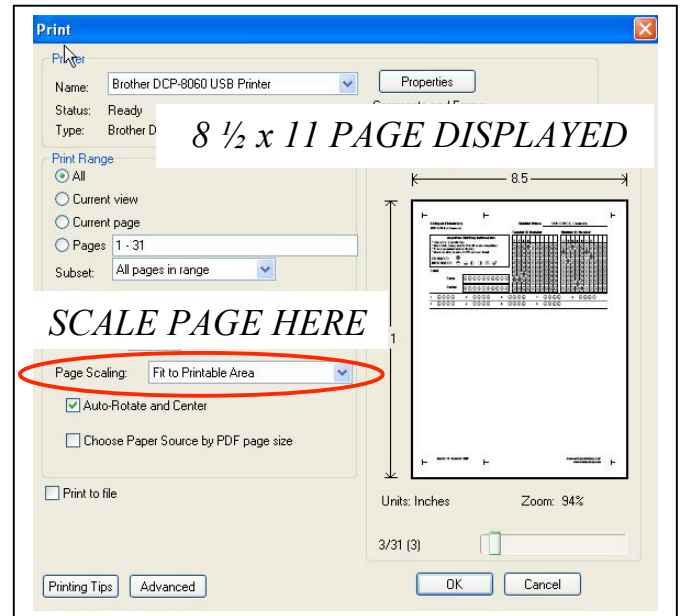 Print
Printer
Name: Brother DCP-8060 USB Printer
Properties
Status: Ready
Type: Brother D
8 ½ x 11 PAGE DISPLAYED
Print Range
All
Current view
Current page
Pages 1 - 31
Subset: All pages in range
8.5
SCALE PAGE HERE
1
Page Scaling: Fit to Printable Area
Auto-Rotate and Center
Choose Paper Source by PDF page size
Print to file
Units: Inches Zoom: 94%
3/31 (3)
Printing Tips Advanced OK Cancel